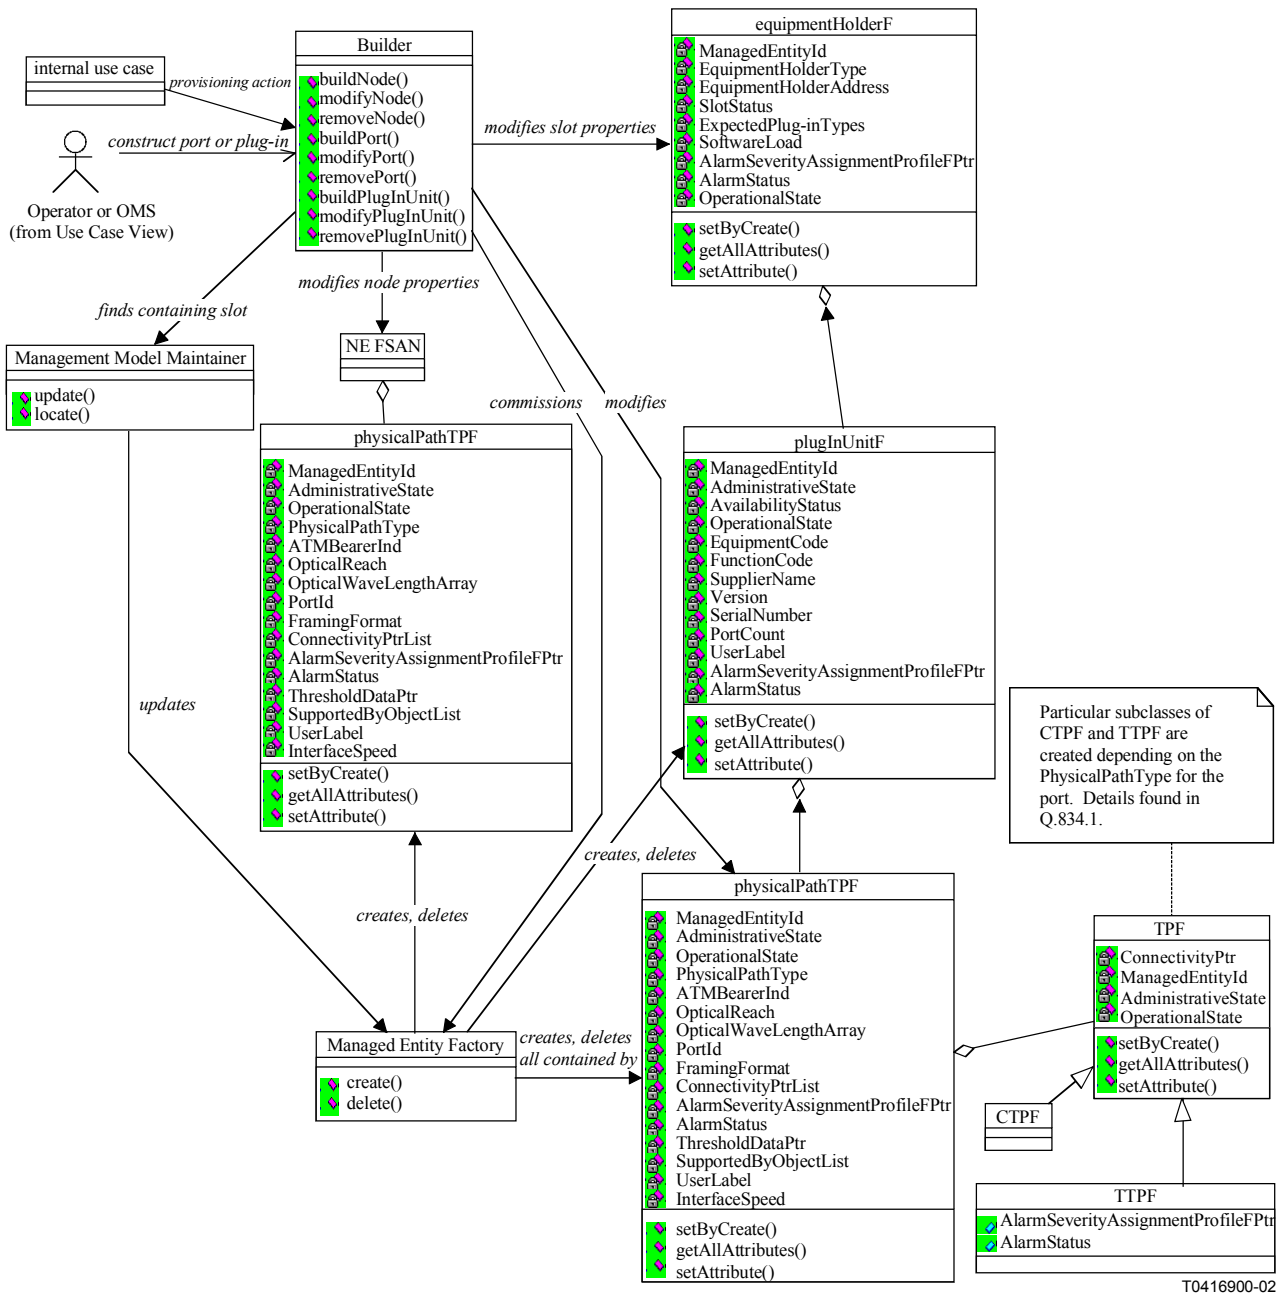 internal use case
provisioning action
construct port or plug-in
Operator or OMS
(from Use Case View)
Builder
buildNode()
modifyNode()
removeNode()
buildPort()
modifyPort()
removePort()
buildPlugInUnit()
modifyPlugInUnit()
removePlugInUnit()
modifies slot properties
equipmentHolderF
ManagedEntityId
EquipmentHolderType
EquipmentHolderAddress
SlotStatus
ExpectedPlug-inTypes
SoftwareLoad
AlarmSeverityAssignmentProfileFPtr
AlarmStatus
OperationalState
setByCreate()
getAllAttributes()
setAttribute()
modifies node properties
finds containing slot
Management Model Maintainer
update()
locate()
NE FSAN
commissions
modifies
physicalPathTPF
ManagedEntityId
AdministrativeState
OperationalState
PhysicalPathType
ATMBearerInd
OpticalReach
OpticalWaveLengthArray
PortId
FramingFormat
ConnectivityPtrList
AlarmSeverityAssignmentProfileFPtr
AlarmStatus
ThresholdDataPtr
SupportedByObjectList
UserLabel
InterfaceSpeed
setByCreate()
getAllAttributes()
setAttribute()
plugInUnitF
ManagedEntityId
AdministrativeState
AvailabilityStatus
OperationalState
EquipmentCode
FunctionCode
SupplierName
Version
SerialNumber
PortCount
UserLabel
AlarmSeverityAssignmentProfileFPtr
AlarmStatus
setByCreate()
getAllAttributes()
setAttribute()
updates
Particular subclasses of
CTPF and TTPF are
created depending on the
PhysicalPathType for the
port. Details found in
Q.834.1.
creates, deletes
creates, deletes
Managed Entity Factory
create()
delete()
creates, deletes
all contained by
physicalPathTPF
ManagedEntityId
AdministrativeState
OperationalState
PhysicalPathType
ATMBearerInd
OpticalReach
OpticalWaveLengthArray
PortId
FramingFormat
ConnectivityPtrList
AlarmSeverityAssignmentProfileFPtr
AlarmStatus
ThresholdDataPtr
SupportedByObjectList
UserLabel
InterfaceSpeed
setByCreate()
getAllAttributes()
setAttribute()
TPF
ConnectivityPtr
ManagedEntityId
AdministrativeState
OperationalState
setByCreate()
getAllAttributes()
setAttribute()
CTPF
TTPF
AlarmSeverityAssignmentProfileFPtr
AlarmStatus
T0416900-02